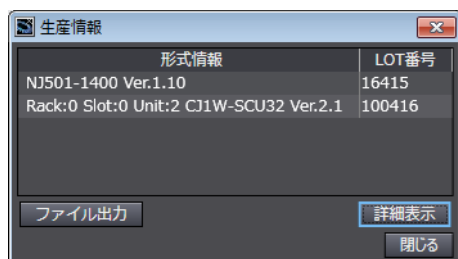 生産情報
形式情報 LOT番号
NJ501-1400 Ver.1.10 16415
Rack:0 Slot:0 Unit:2 CJ1W-SCU32 Ver.2.1 100416
ファイル出力 詳細表示
閉じる